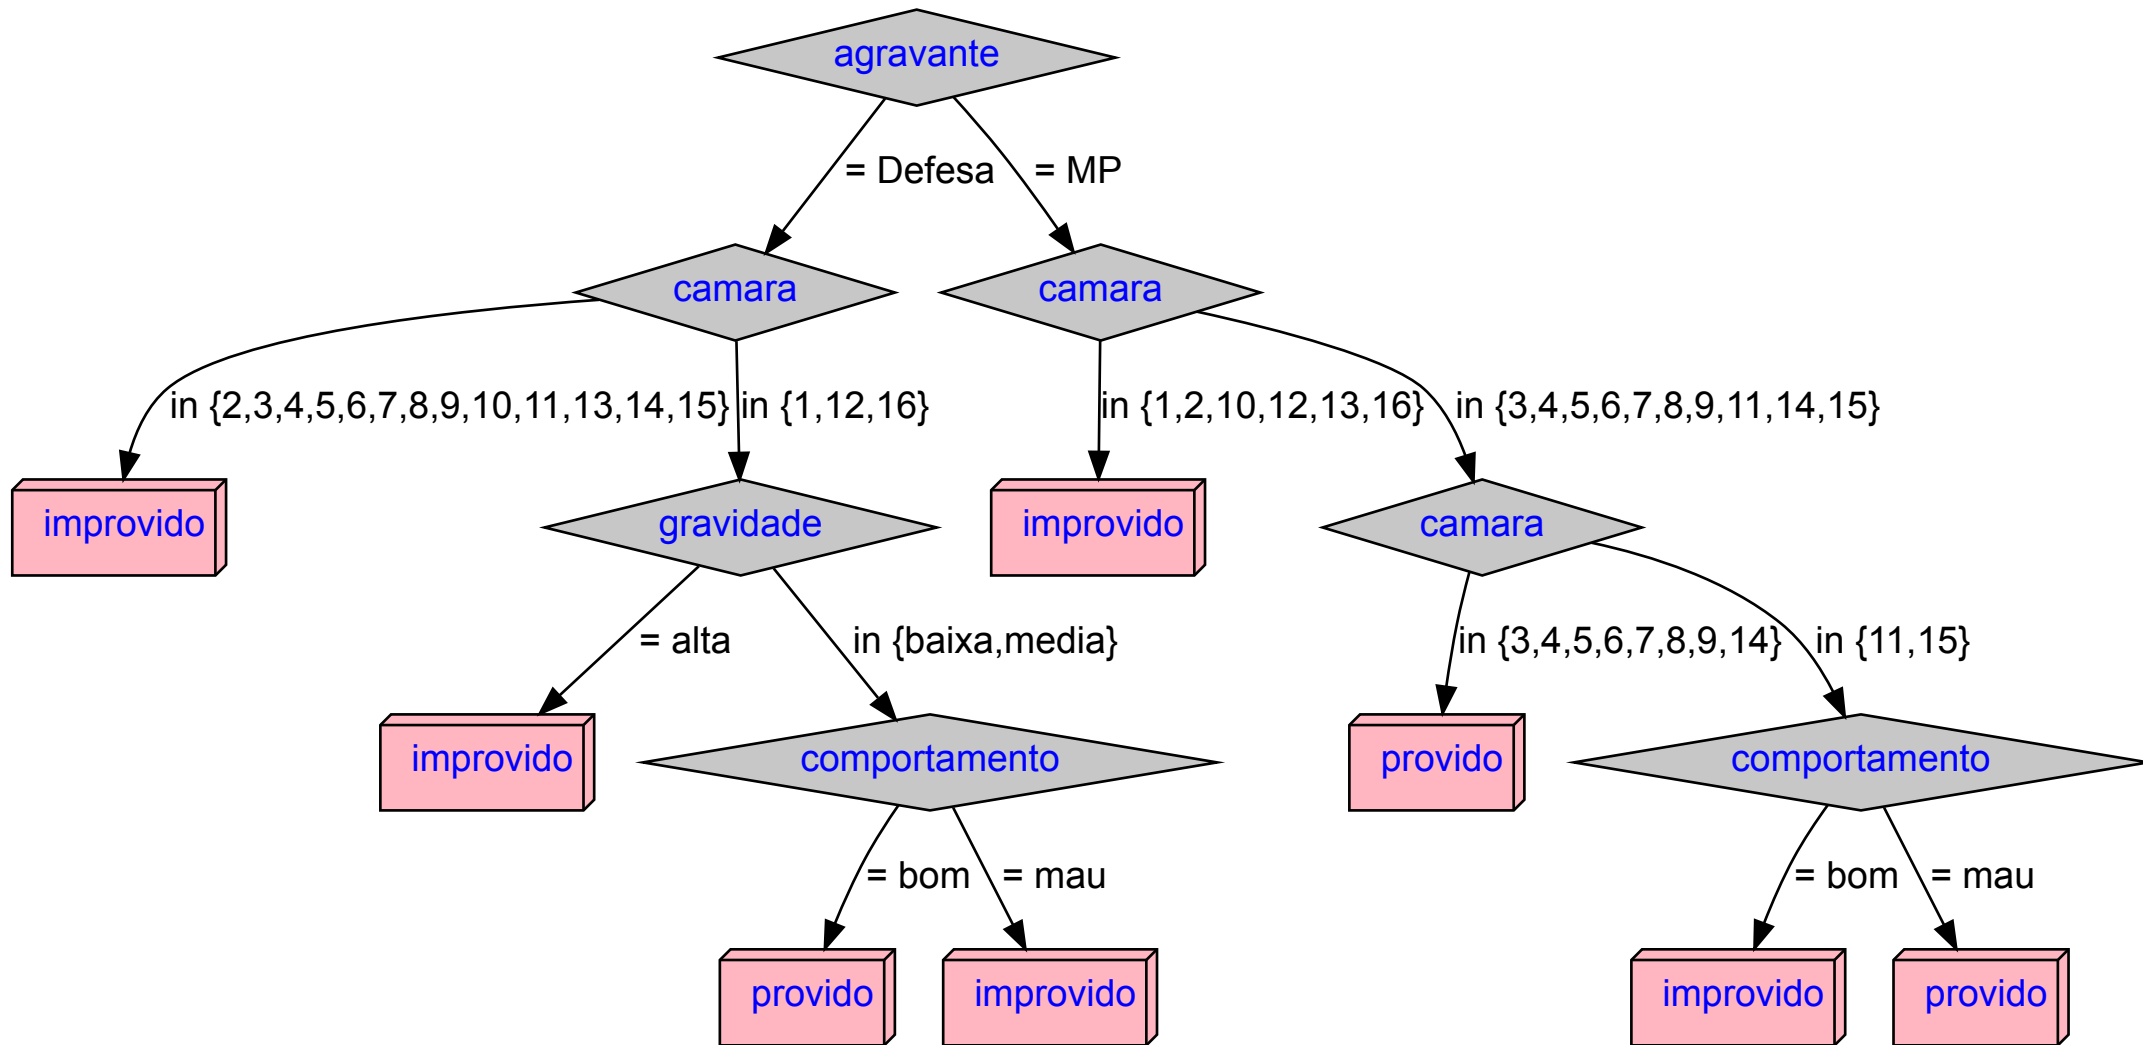 agravante
= Defesa
= MP
camara
camara
in {2,3,4,5,6,7,8,9,10,11,13,14,15}
in {1,12,16}
in {1,2,10,12,13,16}
in {3,4,5,6,7,8,9,11,14,15}
improvido
gravidade
improvido
camara
= alta
in {baixa,media}
in {3,4,5,6,7,8,9,14}
in {11,15}
improvido
comportamento
provido
comportamento
= bom
= mau
= bom
= mau
provido
improvido
improvido
provido